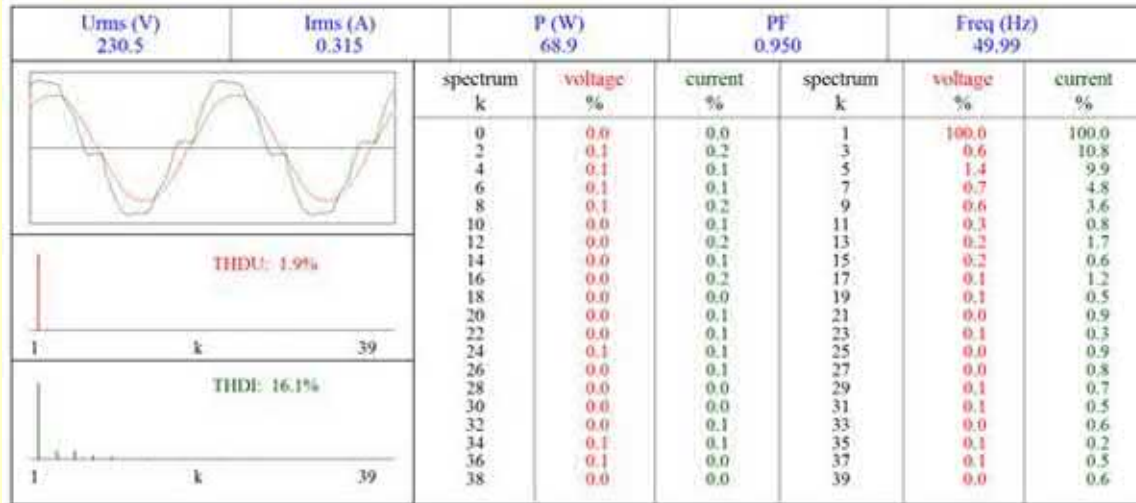 Urms (V) Irms (A) P (W) PF Freq (Hz)
230.5 0.315 68.9 0.950 49.99
spectrum voltage current spectrum voltage current
k % % k % %
0 0.0 0.0 1 100.0 100.0
2 0.1 0.2 3 0.6 10.8
4 0.1 0.1 5 1.4 9.9
6 0.1 0.1 7 0.7 4.8
8 0.1 0.2 9 0.6 3.6
10 0.0 0.1 11 0.3 0.8
12 0.0 0.2 13 0.2 1.7
14 0.0 0.1 15 0.2 0.6
16 0.0 0.2 17 0.1 1.2
18 0.0 0.0 19 0.1 0.5
20 0.0 0.1 21 0.0 0.9
22 0.0 0.1 23 0.1 0.3
24 0.1 0.1 25 0.0 0.9
26 0.0 0.1 27 0.0 0.8
28 0.0 0.0 29 0.1 0.7
30 0.0 0.0 31 0.1 0.5
32 0.0 0.1 33 0.0 0.6
34 0.1 0.1 35 0.1 0.2
36 0.1 0.0 37 0.1 0.5
38 0.0 0.0 39 0.0 0.6
THDU: 1.9%
1 k 39
THDI: 16.1%
1 k 39